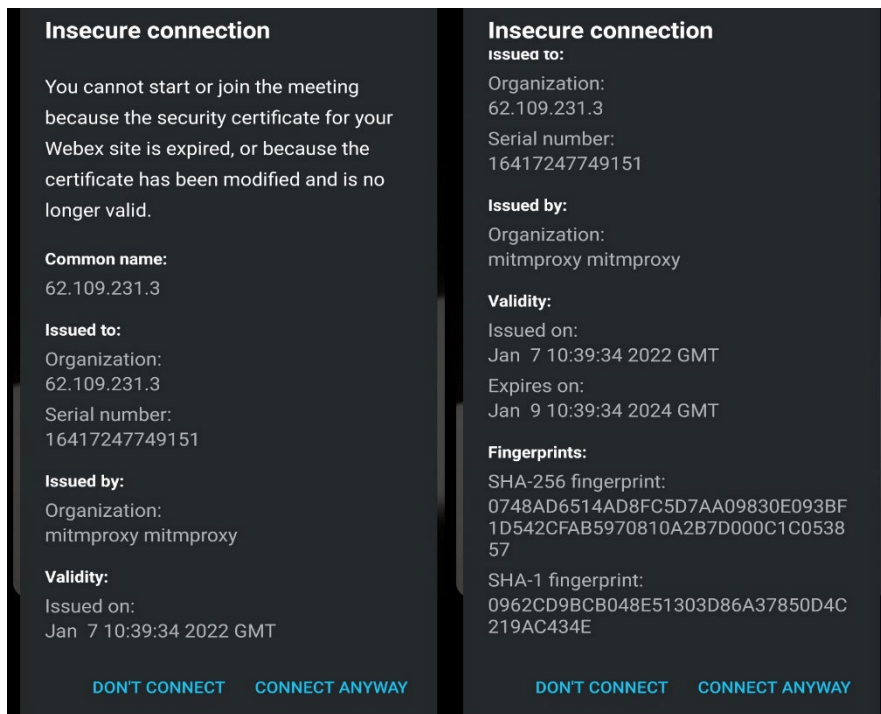 Insecure connection
You cannot start or join the meeting
because the security certificate for your
Webex site is expired, or because the
certificate has been modified and is no
longer valid.
Common name:
62.109.231.3
Issued to:
Organization:
62.109.231.3
Serial number:
16417247749151
Issued by:
Organization:
mitmproxy mitmproxy
Validity:
Issued on:
Jan 7 10:39:34 2022 GMT
DON'T CONNECT CONNECT ANYWAY
Insecure connection
Issued to:
Organization:
62.109.231.3
Serial number:
16417247749151
Issued by:
Organization:
mitmproxy mitmproxy
Validity:
Issued on:
Jan 7 10:39:34 2022 GMT
Expires on:
Jan 9 10:39:34 2024 GMT
Fingerprints:
SHA-256 fingerprint:
0748AD6514AD8FC5D7AA09830E093BF
1D542CFAB5970810A2B7D000C1C0538
57
SHA-1 fingerprint:
0962CD9BCB048E51303D86A37850D4C
219AC434E
DON'T CONNECT CONNECT ANYWAY